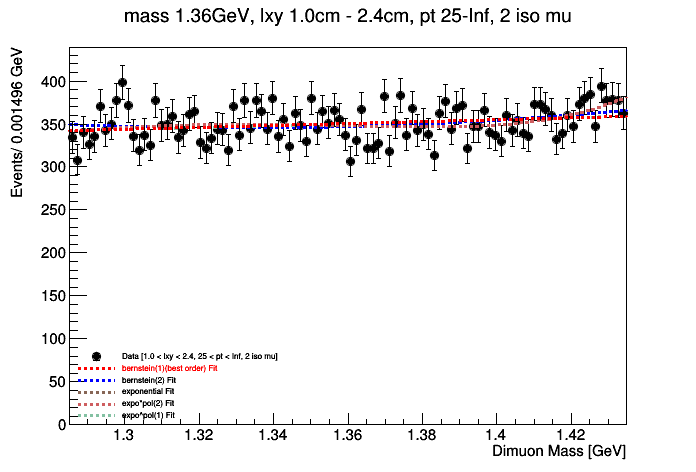 mass 1.36GeV, lxy 1.0cm - 2.4cm, pt 25-Inf, 2 iso mu
Events/ 0.001496 GeV
400
350
300
250
200
150
100
50
0
Data [1.0 < lxy < 2.4, 25 < pt < Inf, 2 iso mu]
bernstein(1)(best order) Fit
bernstein(2) Fit
exponential Fit
expo*pol(2) Fit
expo^pol(1) Fit
1.3 1.32 1.34 1.36 1.38 1.4 1.42
Dimuon Mass [GeV]